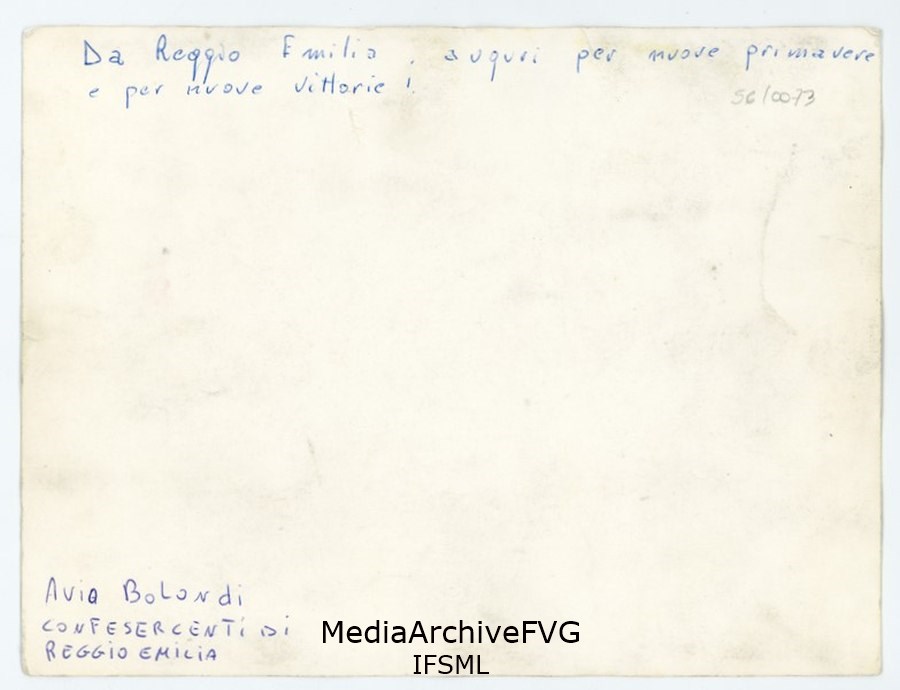 Da Reggio Emilia, auguri per nuove primavere
e per nuove vittorie!
56/0073
Avia Bolondi
CONFESERCENTI DI
REGGIO EMILIA
MediaArchiveFVG
IFSML